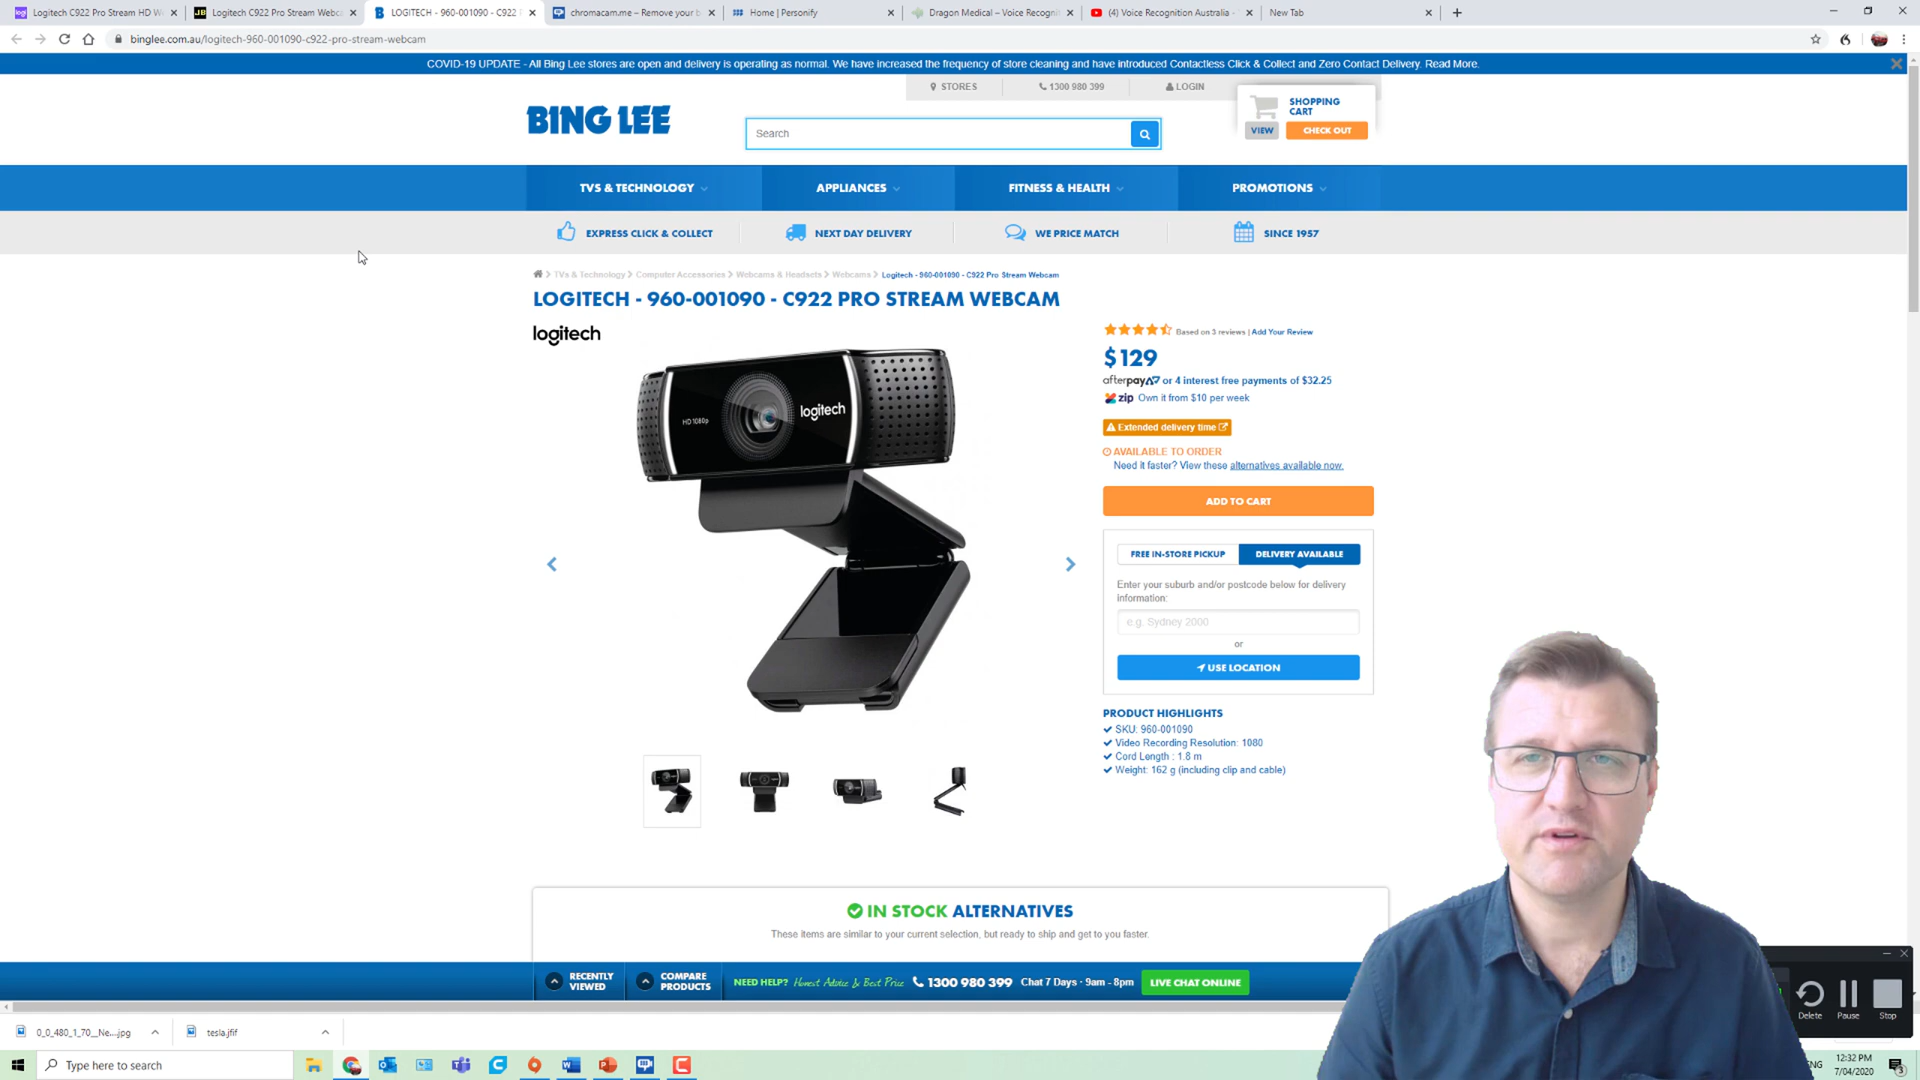 Logitech C922 Pro Stream HD We
Logitech C922 Pro Stream Webca
LOGITECH - 960-001090 - C922 P
chromacam.me – Remove your b
Home | Personify
Dragon Medical – Voice Recognit
(4) Voice Recognition Australia -
New Tab
binglee.com.au/logitech-960-001090-c922-pro-stream-webcam
COVID-19 UPDATE - All Bing Lee stores are open and delivery is operating as normal. We have increased the frequency of store cleaning and have introduced Contactless Click & Collect and Zero Contact Delivery. Read More.
STORES
1300 980 399
LOGIN
BING LEE
Search
SHOPPING
CART
VIEW
CHECK OUT
TVS & TECHNOLOGY
APPLIANCES
FITNESS & HEALTH
PROMOTIONS
EXPRESS CLICK & COLLECT
NEXT DAY DELIVERY
WE PRICE MATCH
SINCE 1957
TVs & Technology > Computer Accessories > Webcams & Headsets > Webcams > Logitech - 960-001090 - C922 Pro Stream Webcam
LOGITECH - 960-001090 - C922 PRO STREAM WEBCAM
logitech
HD 1080p
logitech
Based on 3 reviews | Add Your Review
$129
afterpay or 4 interest free payments of $32.25
zip Own it from $10 per week
Extended delivery time
AVAILABLE TO ORDER
Need it faster? View these alternatives available now.
ADD TO CART
FREE IN-STORE PICKUP
DELIVERY AVAILABLE
Enter your suburb and/or postcode below for delivery
information:
e.g. Sydney 2000
or
USE LOCATION
PRODUCT HIGHLIGHTS
SKU: 960-001090
Video Recording Resolution: 1080
Cord Length : 1.8 m
Weight: 162 g (including clip and cable)
IN STOCK ALTERNATIVES
These items are similar to your current selection, but ready to ship and get to you faster.
RECENTLY
VIEWED
COMPARE
PRODUCTS
NEED HELP? Honest Advice & Best Price 1300 980 399 Chat 7 Days - 9am - 8pm
LIVE CHAT ONLINE
Delete
Pause
Stop
0_0_480_1_70__Ne....jpg
tesla.jfif
Type here to search
ENG
12:32 PM
7/04/2020